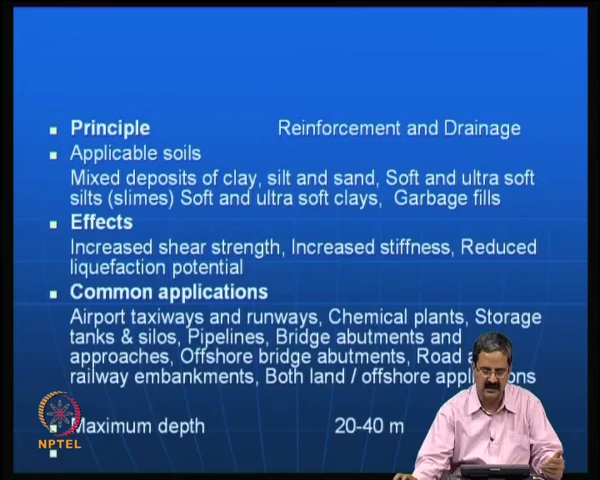 Principle Reinforcement and Drainage
Applicable soils
Mixed deposits of clay, silt and sand, Soft and ultra soft
silts (slimes) Soft and ultra soft clays, Garbage fills
Effects
Increased shear strength, Increased stiffness, Reduced
liquefaction potential
Common applications
Airport taxiways and runways, Chemical plants, Storage
tanks & silos, Pipelines, Bridge abutments and
approaches, Offshore bridge abutments, Road
railway embankments, Both land / offshore applications
Maximum depth 20-40 m
NPTEL